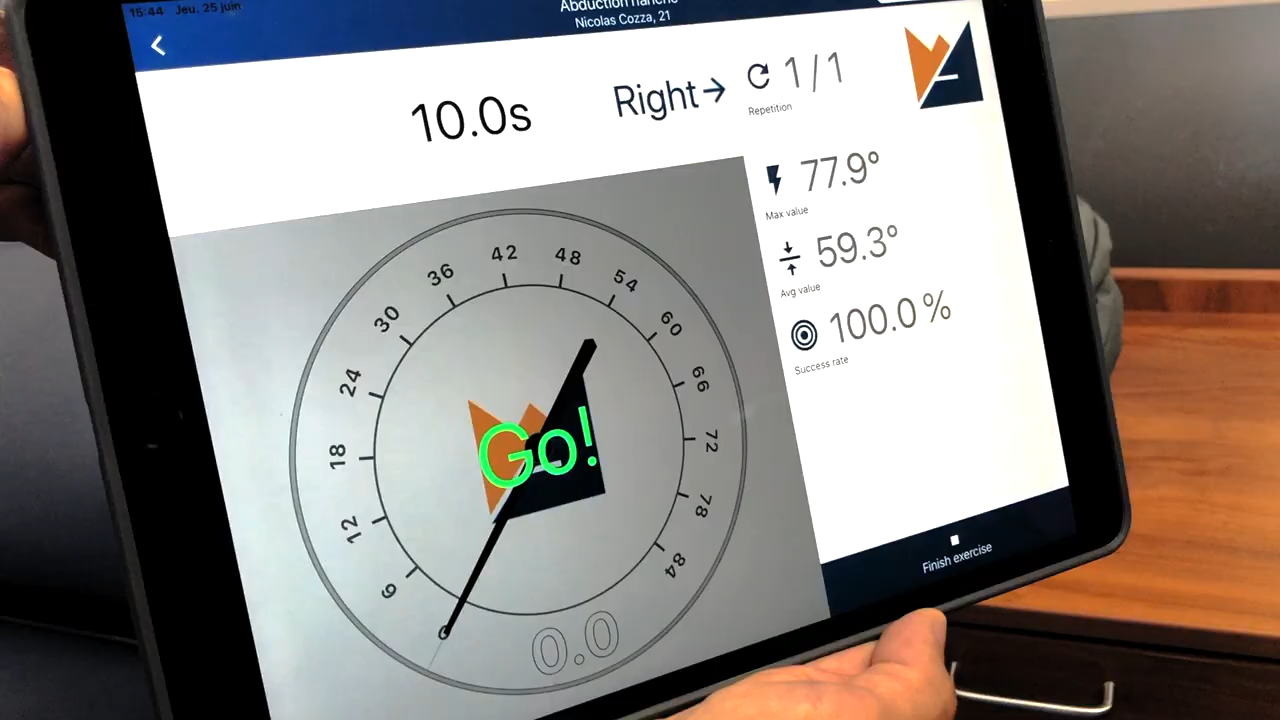 15:44 Jeu. 25 juin
Abduction hanche
Nicolas Cozza, 21
10.0s
Right→
1/1
Repetition
77.9°
Max value
59.3°
Avg value
100.0%
Success rate
6
12
18
24
30
36
42
48
54
60
66
72
78
84
0
Go!
0.0
Finish exercise